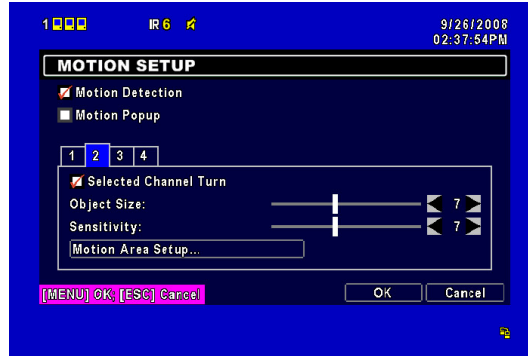 1 IR 6 9/26/2008
02:37:54PM
MOTION SETUP
Motion Detection
Motion Popup
1 2 3 4
Selected Channel Turn
Object Size: 7
Sensitivity: 7
Motion Area Setup...
[MENU] OK; [ESC] Cancel OK Cancel